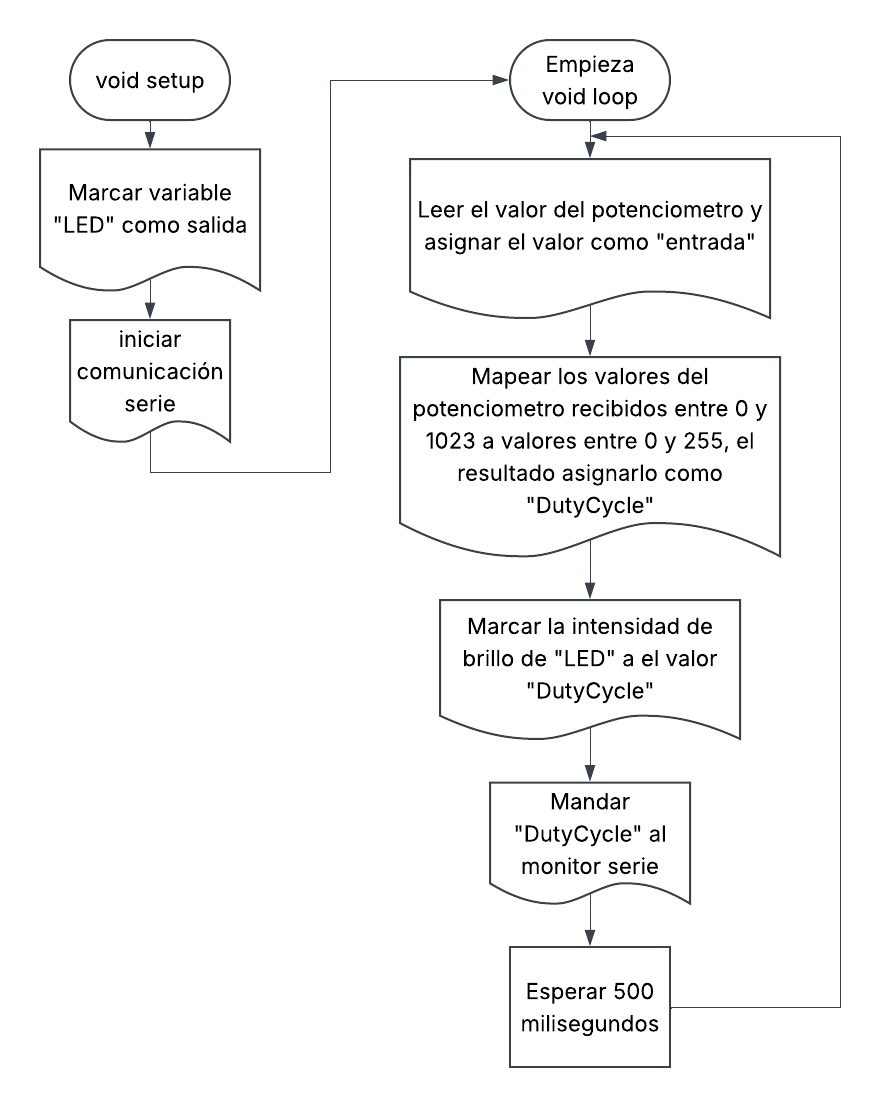 void setup
Marcar variable
"LED" como salida
iniciar
comunicación
serie
Empieza
void loop
Leer el valor del potenciometro y
asignar el valor como "entrada"
Mapear los valores del
potenciometro recibidos entre 0 y
1023 a valores entre 0 y 255, el
resultado asignarlo como
"DutyCycle"
Marcar la intensidad de
brillo de "LED" a el valor
"DutyCycle"
Mandar
"DutyCycle" al
monitor serie
Esperar 500
milisegundos